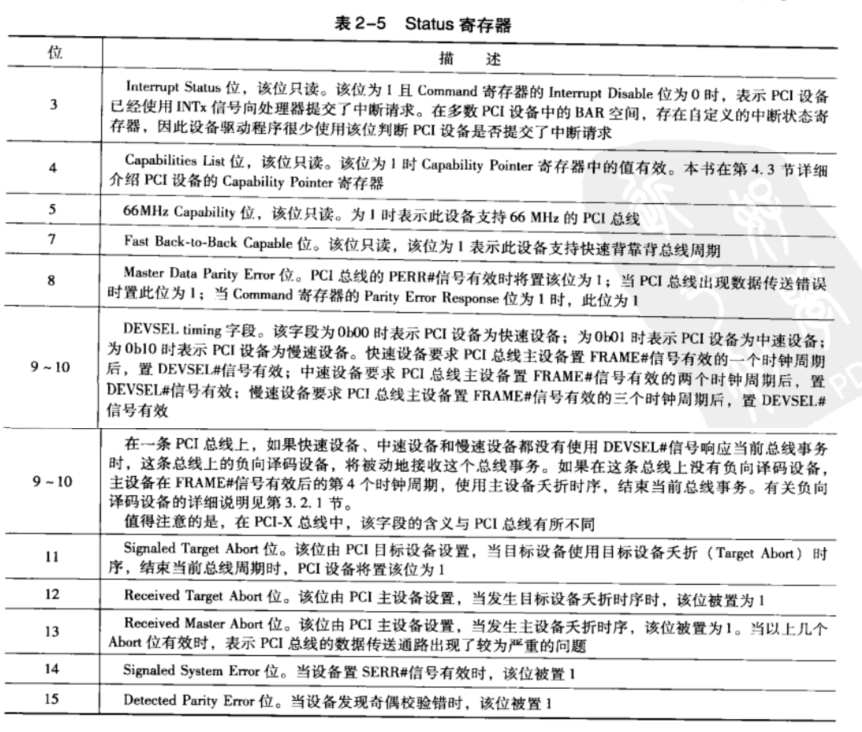 表 2-5 Status 寄存器
位 描 述
3
Interrupt Status 位，该位只读。该位为 1 且 Command 寄存器的 Interrupt Disable 位为 0 时，表示 PCI 设备
已经使用 INTx 信号向处理器提交了中断请求。在多数 PCI 设备中的 BAR 空间，存在自定义的中断状态寄
存器，因此设备驱动程序很少使用该位判断 PCI 设备是否提交了中断请求
4
Capabilities List 位，该位只读。该位为 1 时 Capability Pointer 寄存器中的值有效。本书在第 4.3 节详细
介绍 PCI 设备的 Capability Pointer 寄存器
5
66MHz Capability 位，该位只读。为 1 时表示此设备支持 66 MHz 的 PCI 总线
7
Fast Back-to-Back Capable 位。该位只读，该位为 1 表示此设备支持快速背靠背总线周期
8
Master Data Parity Error 位。PCI 总线的 PERR#信号有效时将置该位为 1；当 PCI 总线出现数据传送错误
时置此位为 1；当 Command 寄存器的 Parity Error Response 位为 1 时，此位为 1
9 ~ 10
DEVSEL timing 字段。该字段为 0b00 时表示 PCI 设备为快速设备；为 0b01 时表示 PCI 设备为中速设备；
为 0b10 时表示 PCI 设备为慢速设备。快速设备要求 PCI 总线主设备置 FRAME#信号有效的一个时钟周期
后，置 DEVSEL#信号有效；中速设备要求 PCI 总线主设备置 FRAME#信号有效的两个时钟周期后，置
DEVSEL#信号有效；慢速设备要求 PCI 总线主设备置 FRAME#信号有效的三个时钟周期后，置 DEVSEL#
信号有效
9 ~ 10
在一条 PCI 总线上，如果快速设备、中速设备和慢速设备都没有使用 DEVSEL#信号响应当前总线事务
时，这条总线上的负向译码设备，将被动地接收这个总线事务。如果在这条总线上没有负向译码设备，
主设备在 FRAME#信号有效后的第 4 个时钟周期，使用主设备夭折时序，结束当前总线事务。有关负向
译码设备的详细说明见第 3.2.1 节。
值得注意的是，在 PCI-X 总线中，该字段的含义与 PCI 总线有所不同
11
Signaled Target Abort 位。该位由 PCI 目标设备设置，当目标设备使用目标设备夭折（Target Abort）时
序，结束当前总线周期时，PCI 设备将置该位为 1
12
Received Target Abort 位。该位由 PCI 主设备设置，当发生目标设备夭折时序时，该位被置为 1
13
Received Master Abort 位。该位由 PCI 主设备设置，当发生主设备夭折时序，该位被置为1。当以上几个
Abort 位有效时，表示 PCI 总线的数据传送通路出现了较为严重的问题
14
Signaled System Error 位。当设备置 SERR#信号有效时，该位被置 1
15
Detected Parity Error 位。当设备发现奇偶校验错时，该位被置 1
PD